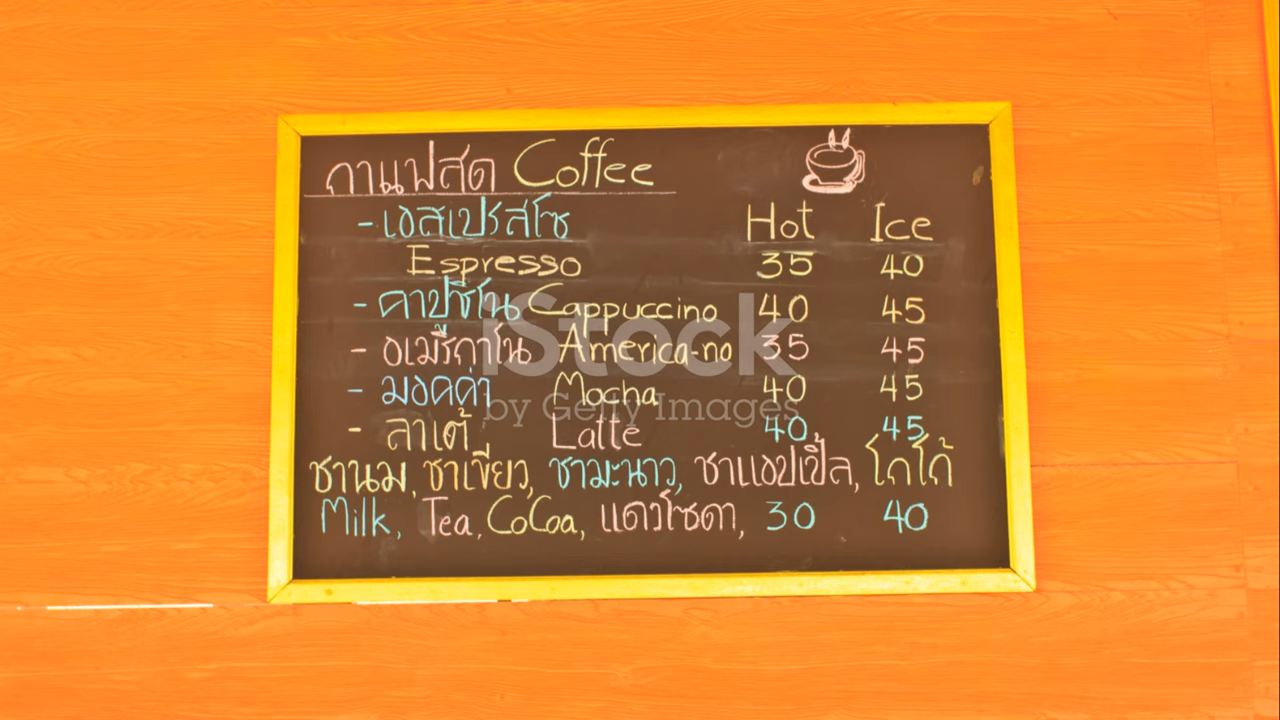 กาแฟสด Coffee
-เอสเปรสโซ Hot Ice
Espresso 35 40
- คาปูชิโน Cappuccino 40 45
- อเมริกาโน America-no 35 45
- มอคค่า Mocha 40 45
- ลาเต้ Latte 40 45
ชานม, ชาเขียว, ชามะนาว, ชาแอปเปิ้ล, โกโก้
Milk, Tea, CoCoa, แดงโซดา, 30 40
iStock
by Getty Images